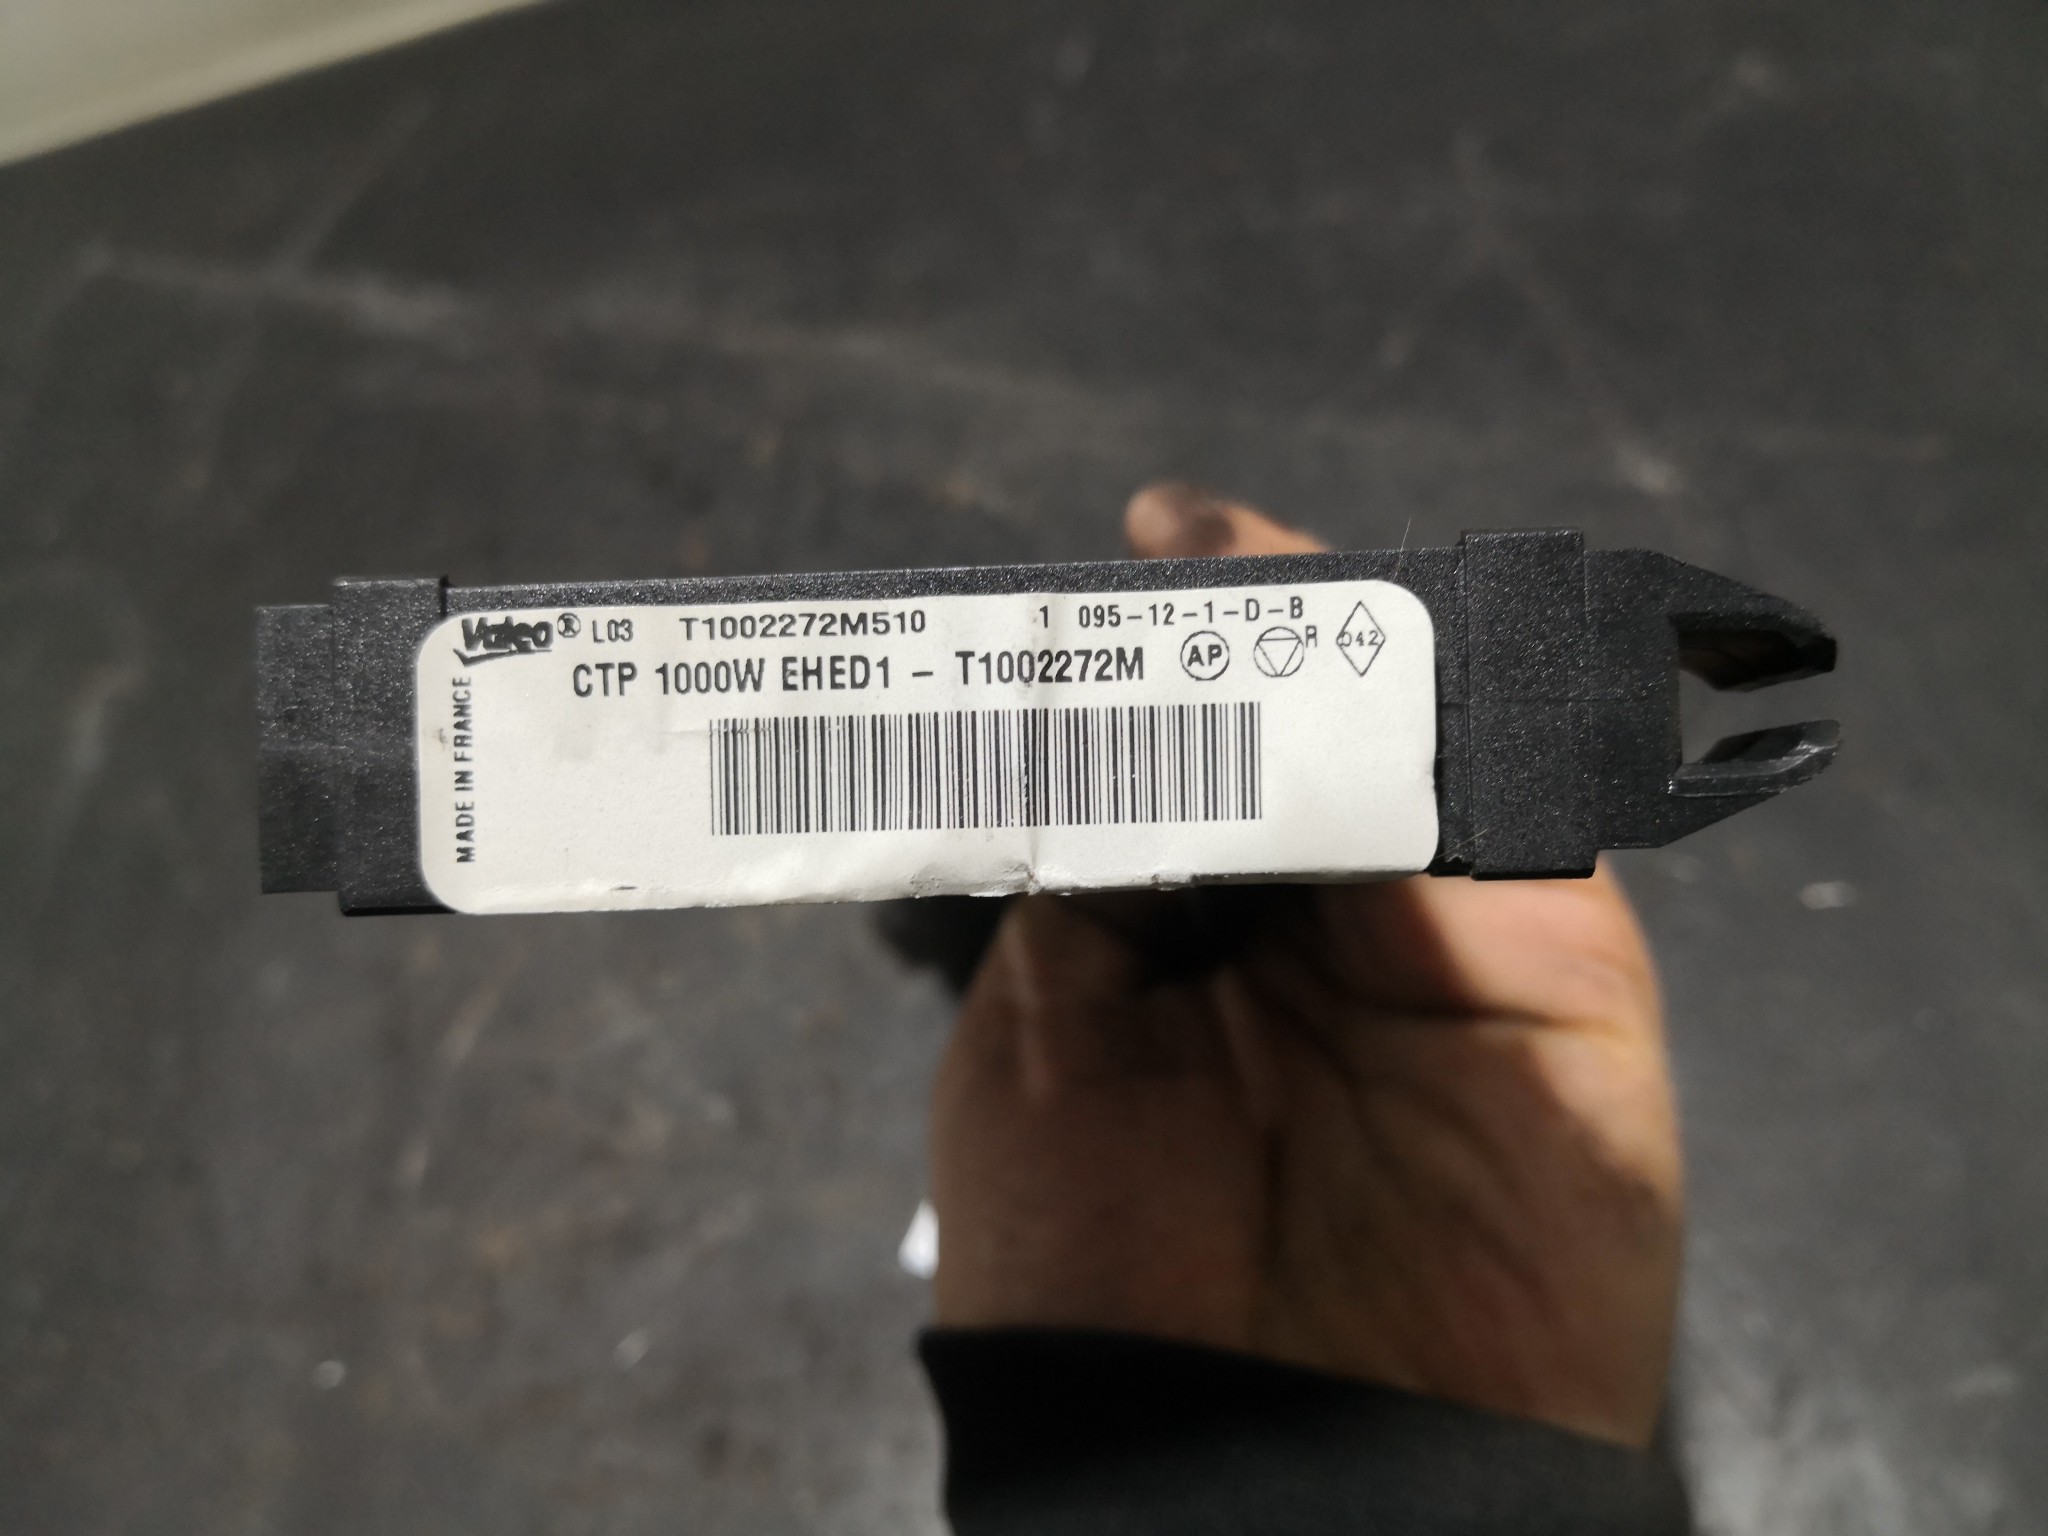 Valeo® L03 T1002272M510 1 095-12-1-D-B
CTP 1000W EHED1 - T1002272M AP R 042
MADE IN FRANCE